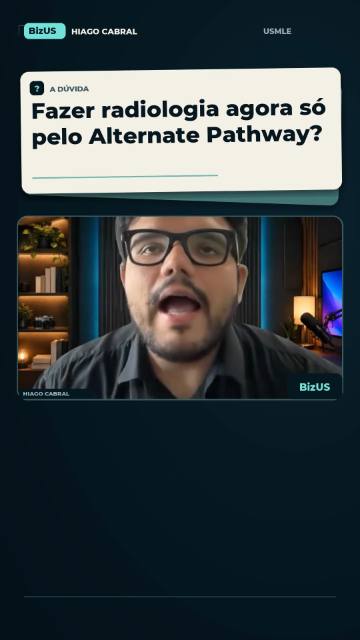 BizUS HIAGO CABRAL USMLE
? A DÚVIDA
Fazer radiologia agora só
pelo Alternate Pathway?
HIAGO CABRAL
BizUS